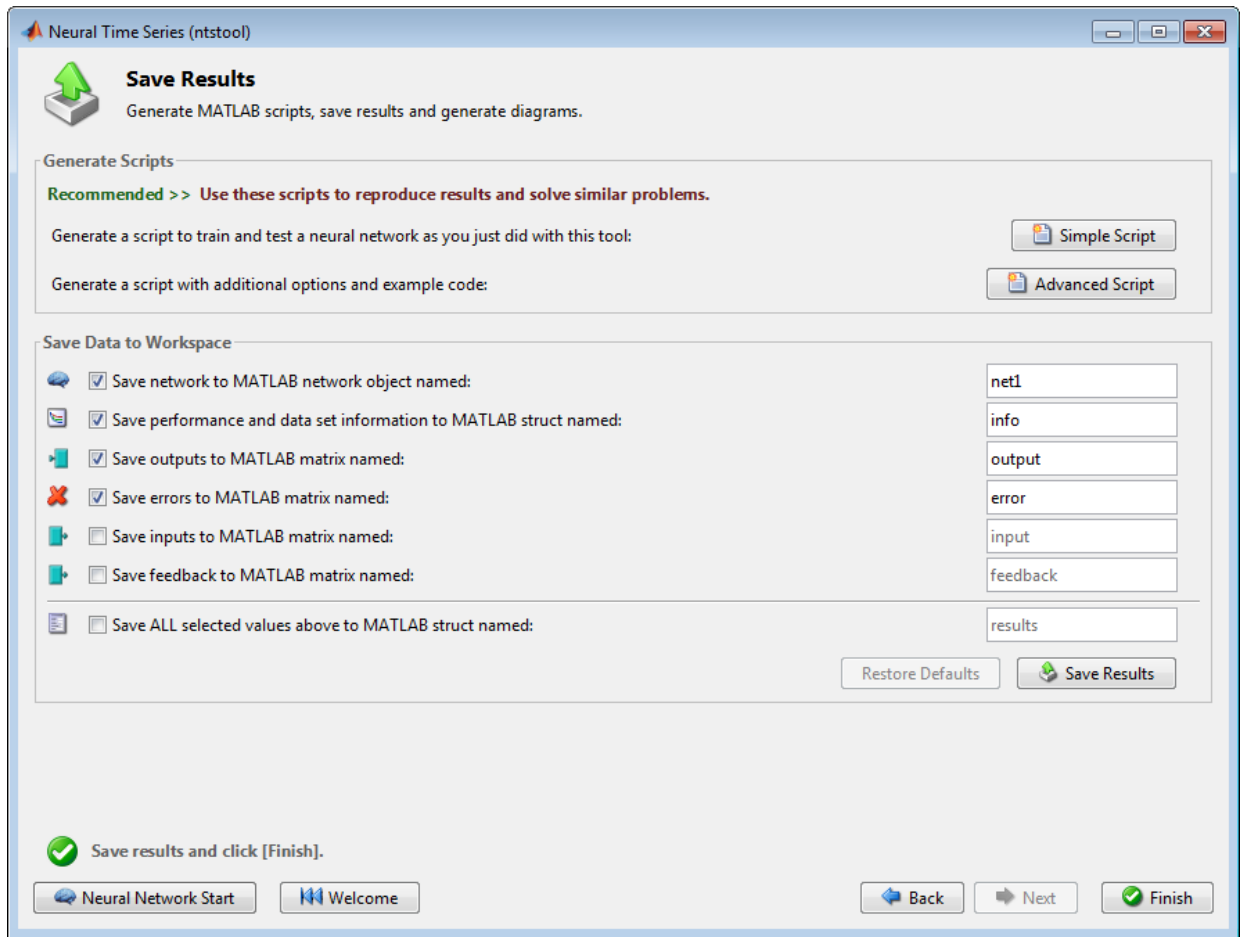 Neural Time Series (ntstool)
Save Results
Generate MATLAB scripts, save results and generate diagrams.
Generate Scripts
Recommended >> Use these scripts to reproduce results and solve similar problems.
Generate a script to train and test a neural network as you just did with this tool:
Simple Script
Generate a script with additional options and example code:
Advanced Script
Save Data to Workspace
Save network to MATLAB network object named:
net1
Save performance and data set information to MATLAB struct named:
info
Save outputs to MATLAB matrix named:
output
Save errors to MATLAB matrix named:
error
Save inputs to MATLAB matrix named:
input
Save feedback to MATLAB matrix named:
feedback
Save ALL selected values above to MATLAB struct named:
results
Restore Defaults
Save Results
Save results and click [Finish].
Neural Network Start
Welcome
Back
Next
Finish